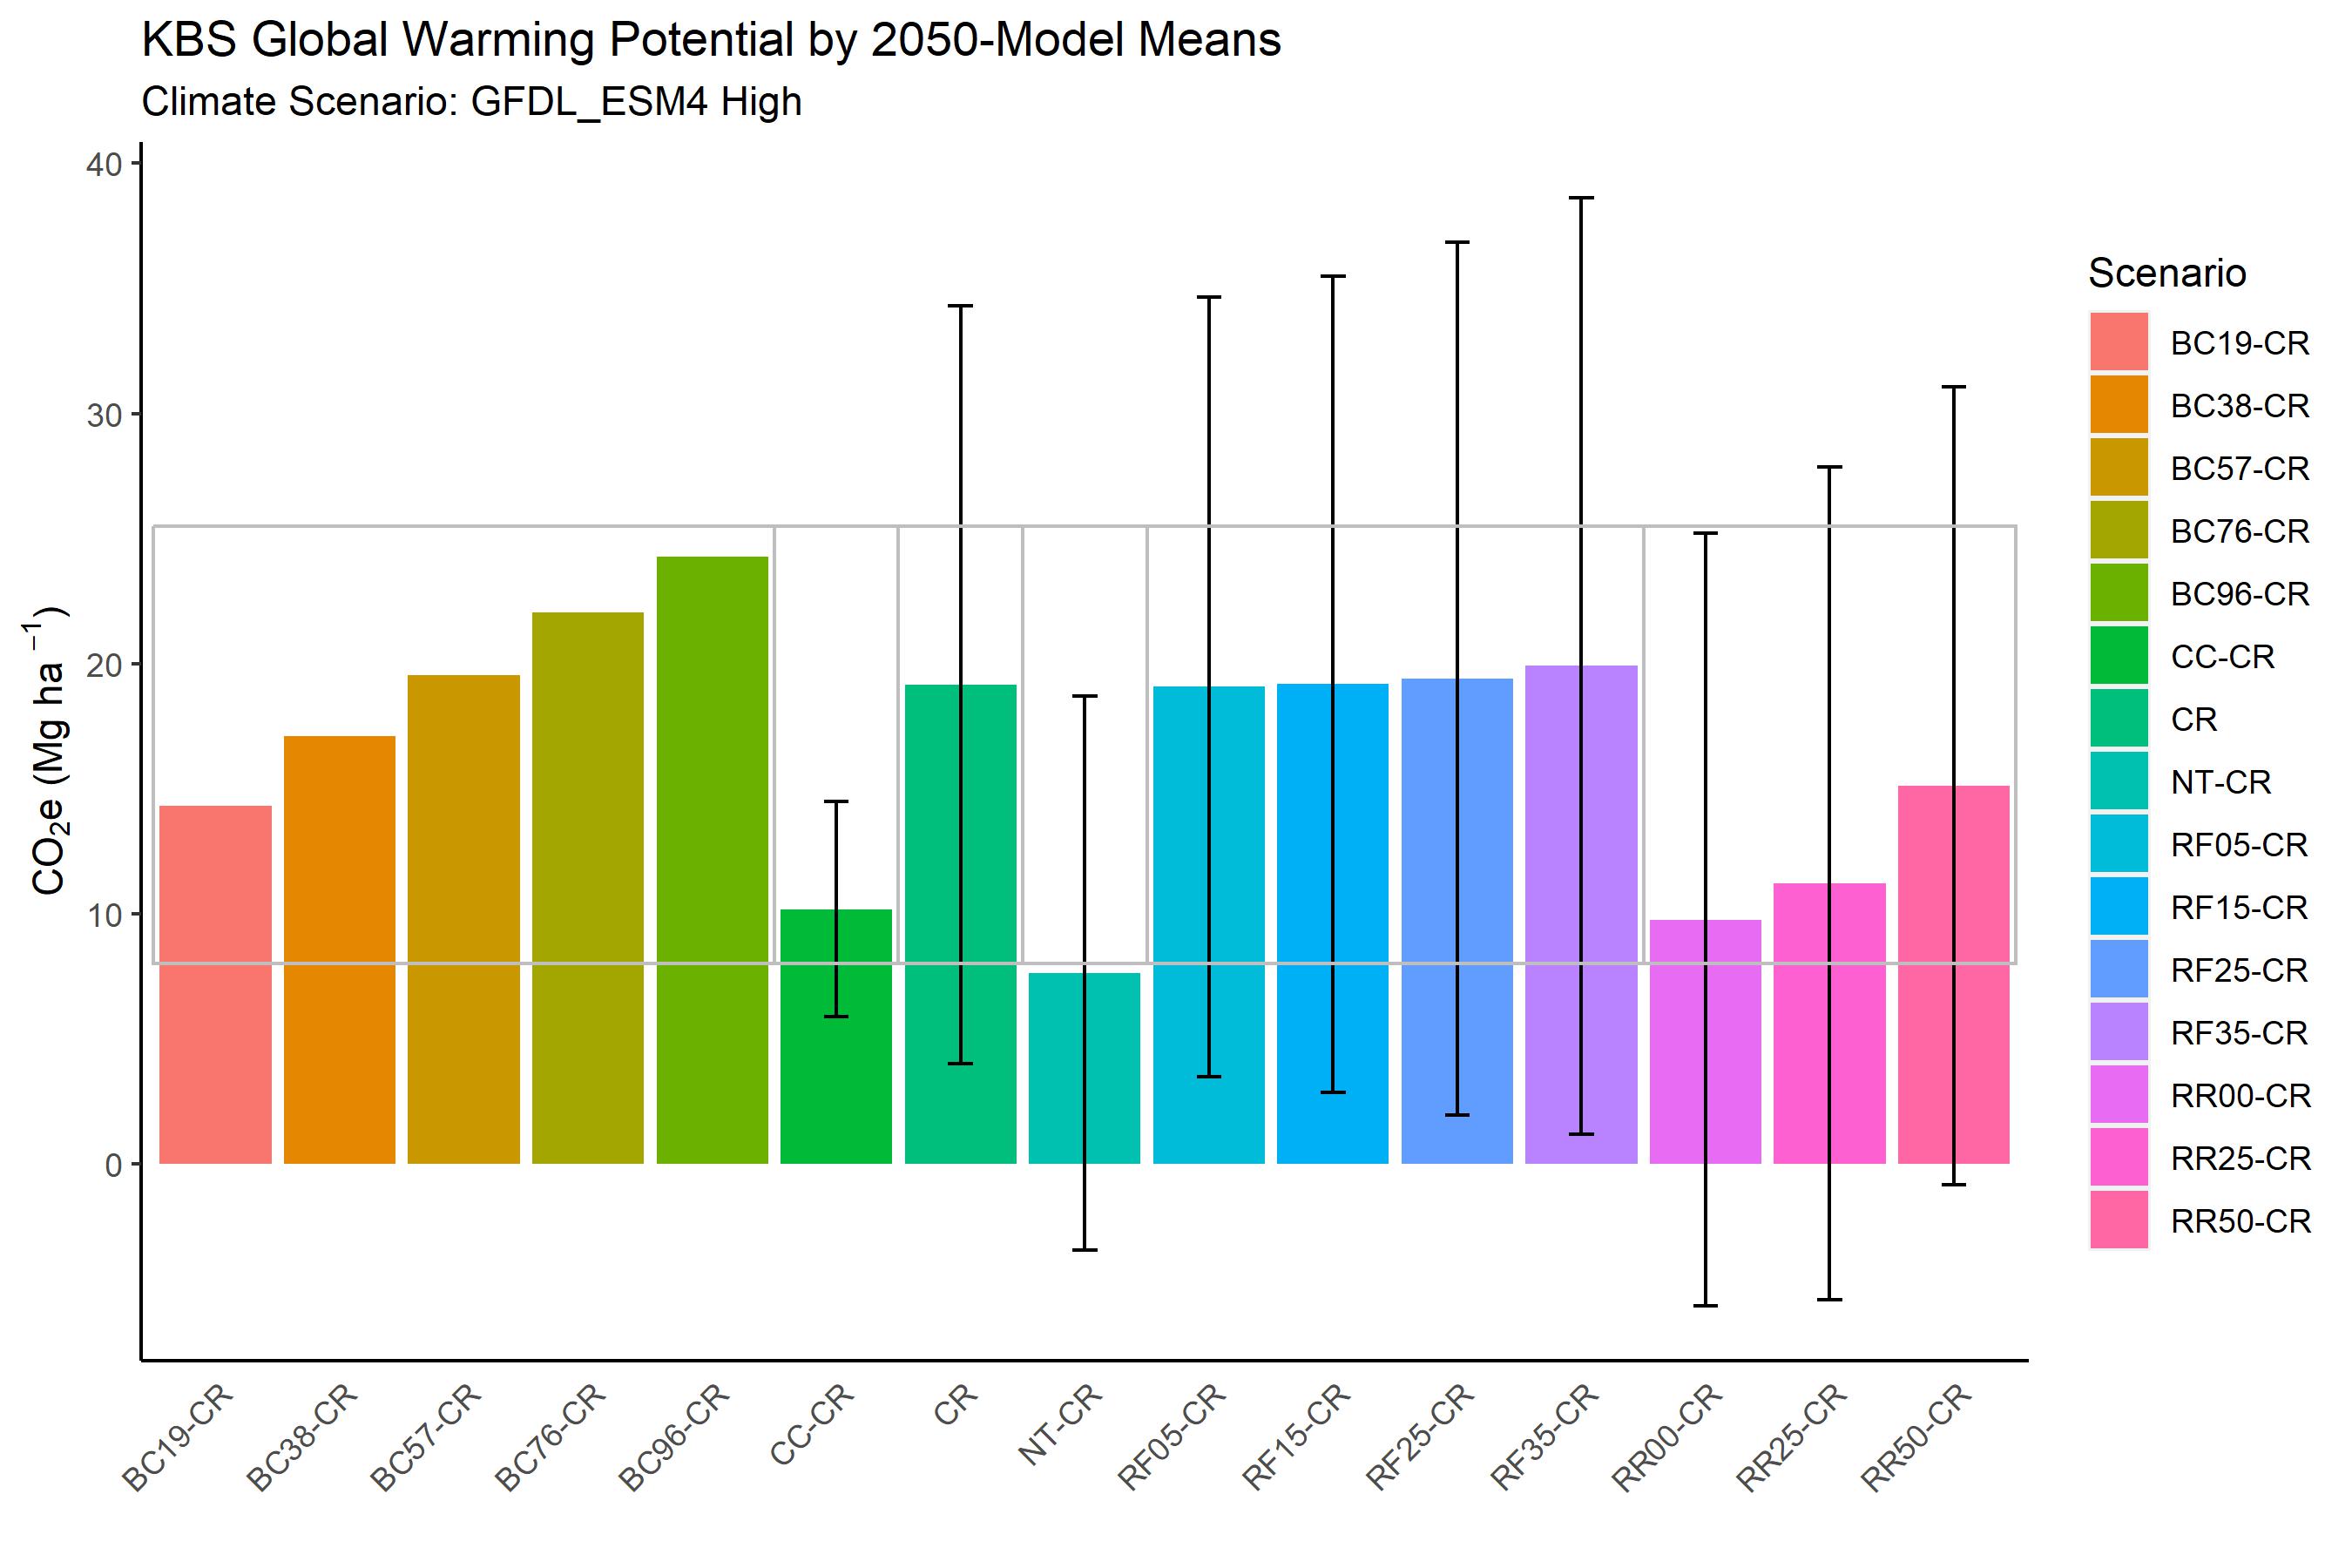 KBS Global Warming Potential by 2050-Model Means
Climate Scenario: GFDL_ESM4 High
CO₂e (Mg ha ⁻¹)
40
30
20
10
0
BC19-CR
BC38-CR
BC57-CR
BC76-CR
BC96-CR
CC-CR
CR
NT-CR
RF05-CR
RF15-CR
RF25-CR
RF35-CR
RR00-CR
RR25-CR
RR50-CR
Scenario
BC19-CR
BC38-CR
BC57-CR
BC76-CR
BC96-CR
CC-CR
CR
NT-CR
RF05-CR
RF15-CR
RF25-CR
RF35-CR
RR00-CR
RR25-CR
RR50-CR